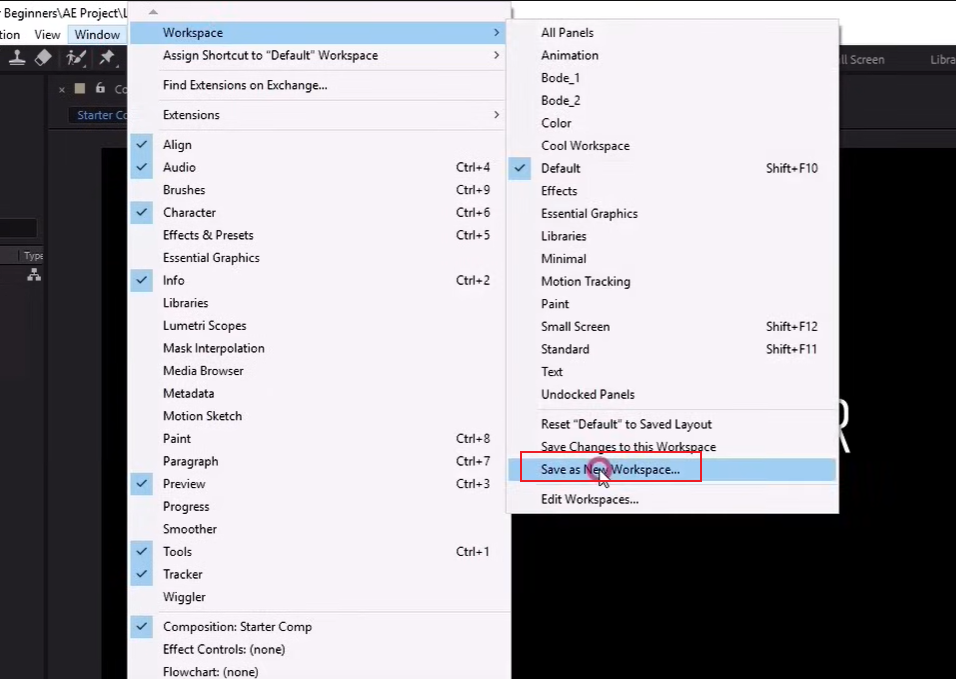 Beginners\AE Project\L
tion View Window
Co
Starter Co
Type
Workspace
Assign Shortcut to "Default" Workspace
Find Extensions on Exchange...
Extensions
Align
Audio Ctrl+4
Brushes Ctrl+9
Character Ctrl+6
Effects & Presets Ctrl+5
Essential Graphics
Info Ctrl+2
Libraries
Lumetri Scopes
Mask Interpolation
Media Browser
Metadata
Motion Sketch
Paint Ctrl+8
Paragraph Ctrl+7
Preview Ctrl+3
Progress
Smoother
Tools Ctrl+1
Tracker
Wiggler
Composition: Starter Comp
Effect Controls: (none)
Flowchart: (none)
All Panels
Animation
Bode_1
Bode_2
Color
Cool Workspace
Default Shift+F10
Effects
Essential Graphics
Libraries
Minimal
Motion Tracking
Paint
Small Screen Shift+F12
Standard Shift+F11
Text
Undocked Panels
Reset "Default" to Saved Layout
Save Changes to this Workspace
Save as New Workspace...
Edit Workspaces...
ll Screen Libra
R